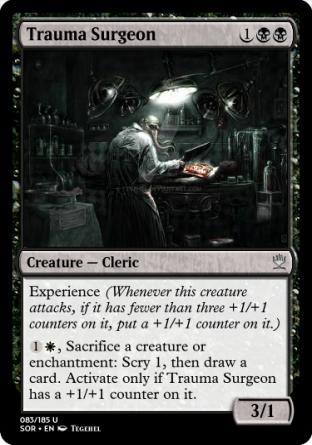 Trauma Surgeon 1
Creature — Cleric
Experience (Whenever this creature
attacks, if it has fewer than three +1/+1
counters on it, put a +1/+1 counter on it.)
1, Sacrifice a creature or
enchantment: Scry 1, then draw a
card. Activate only if Trauma Surgeon
has a +1/+1 counter on it.
3/1
083/185 U
SOR • EN Tegehel